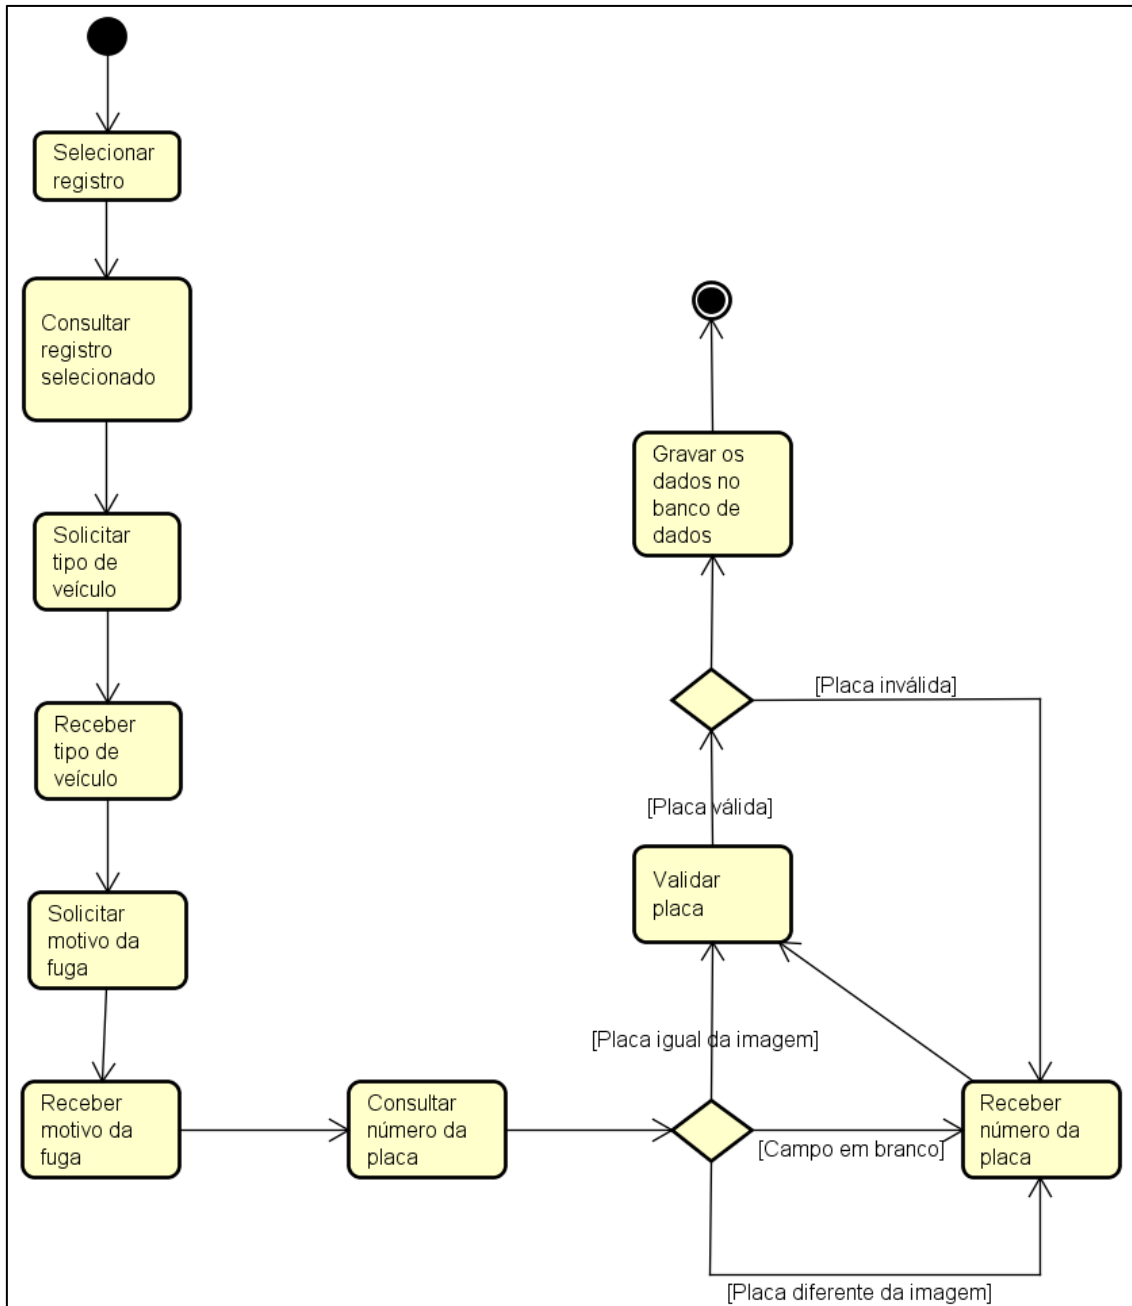 Selecionar
registro
Consultar
registro
selecionado
Solicitar
tipo de
veículo
Receber
tipo de
veículo
Solicitar
motivo da
fuga
Receber
motivo da
fuga
Consultar
número da
placa
[Placa igual da imagem]
[Campo em branco]
[Placa diferente da imagem]
Receber
número da
placa
Validar
placa
[Placa válida]
[Placa inválida]
Gravar os
dados no
banco de
dados